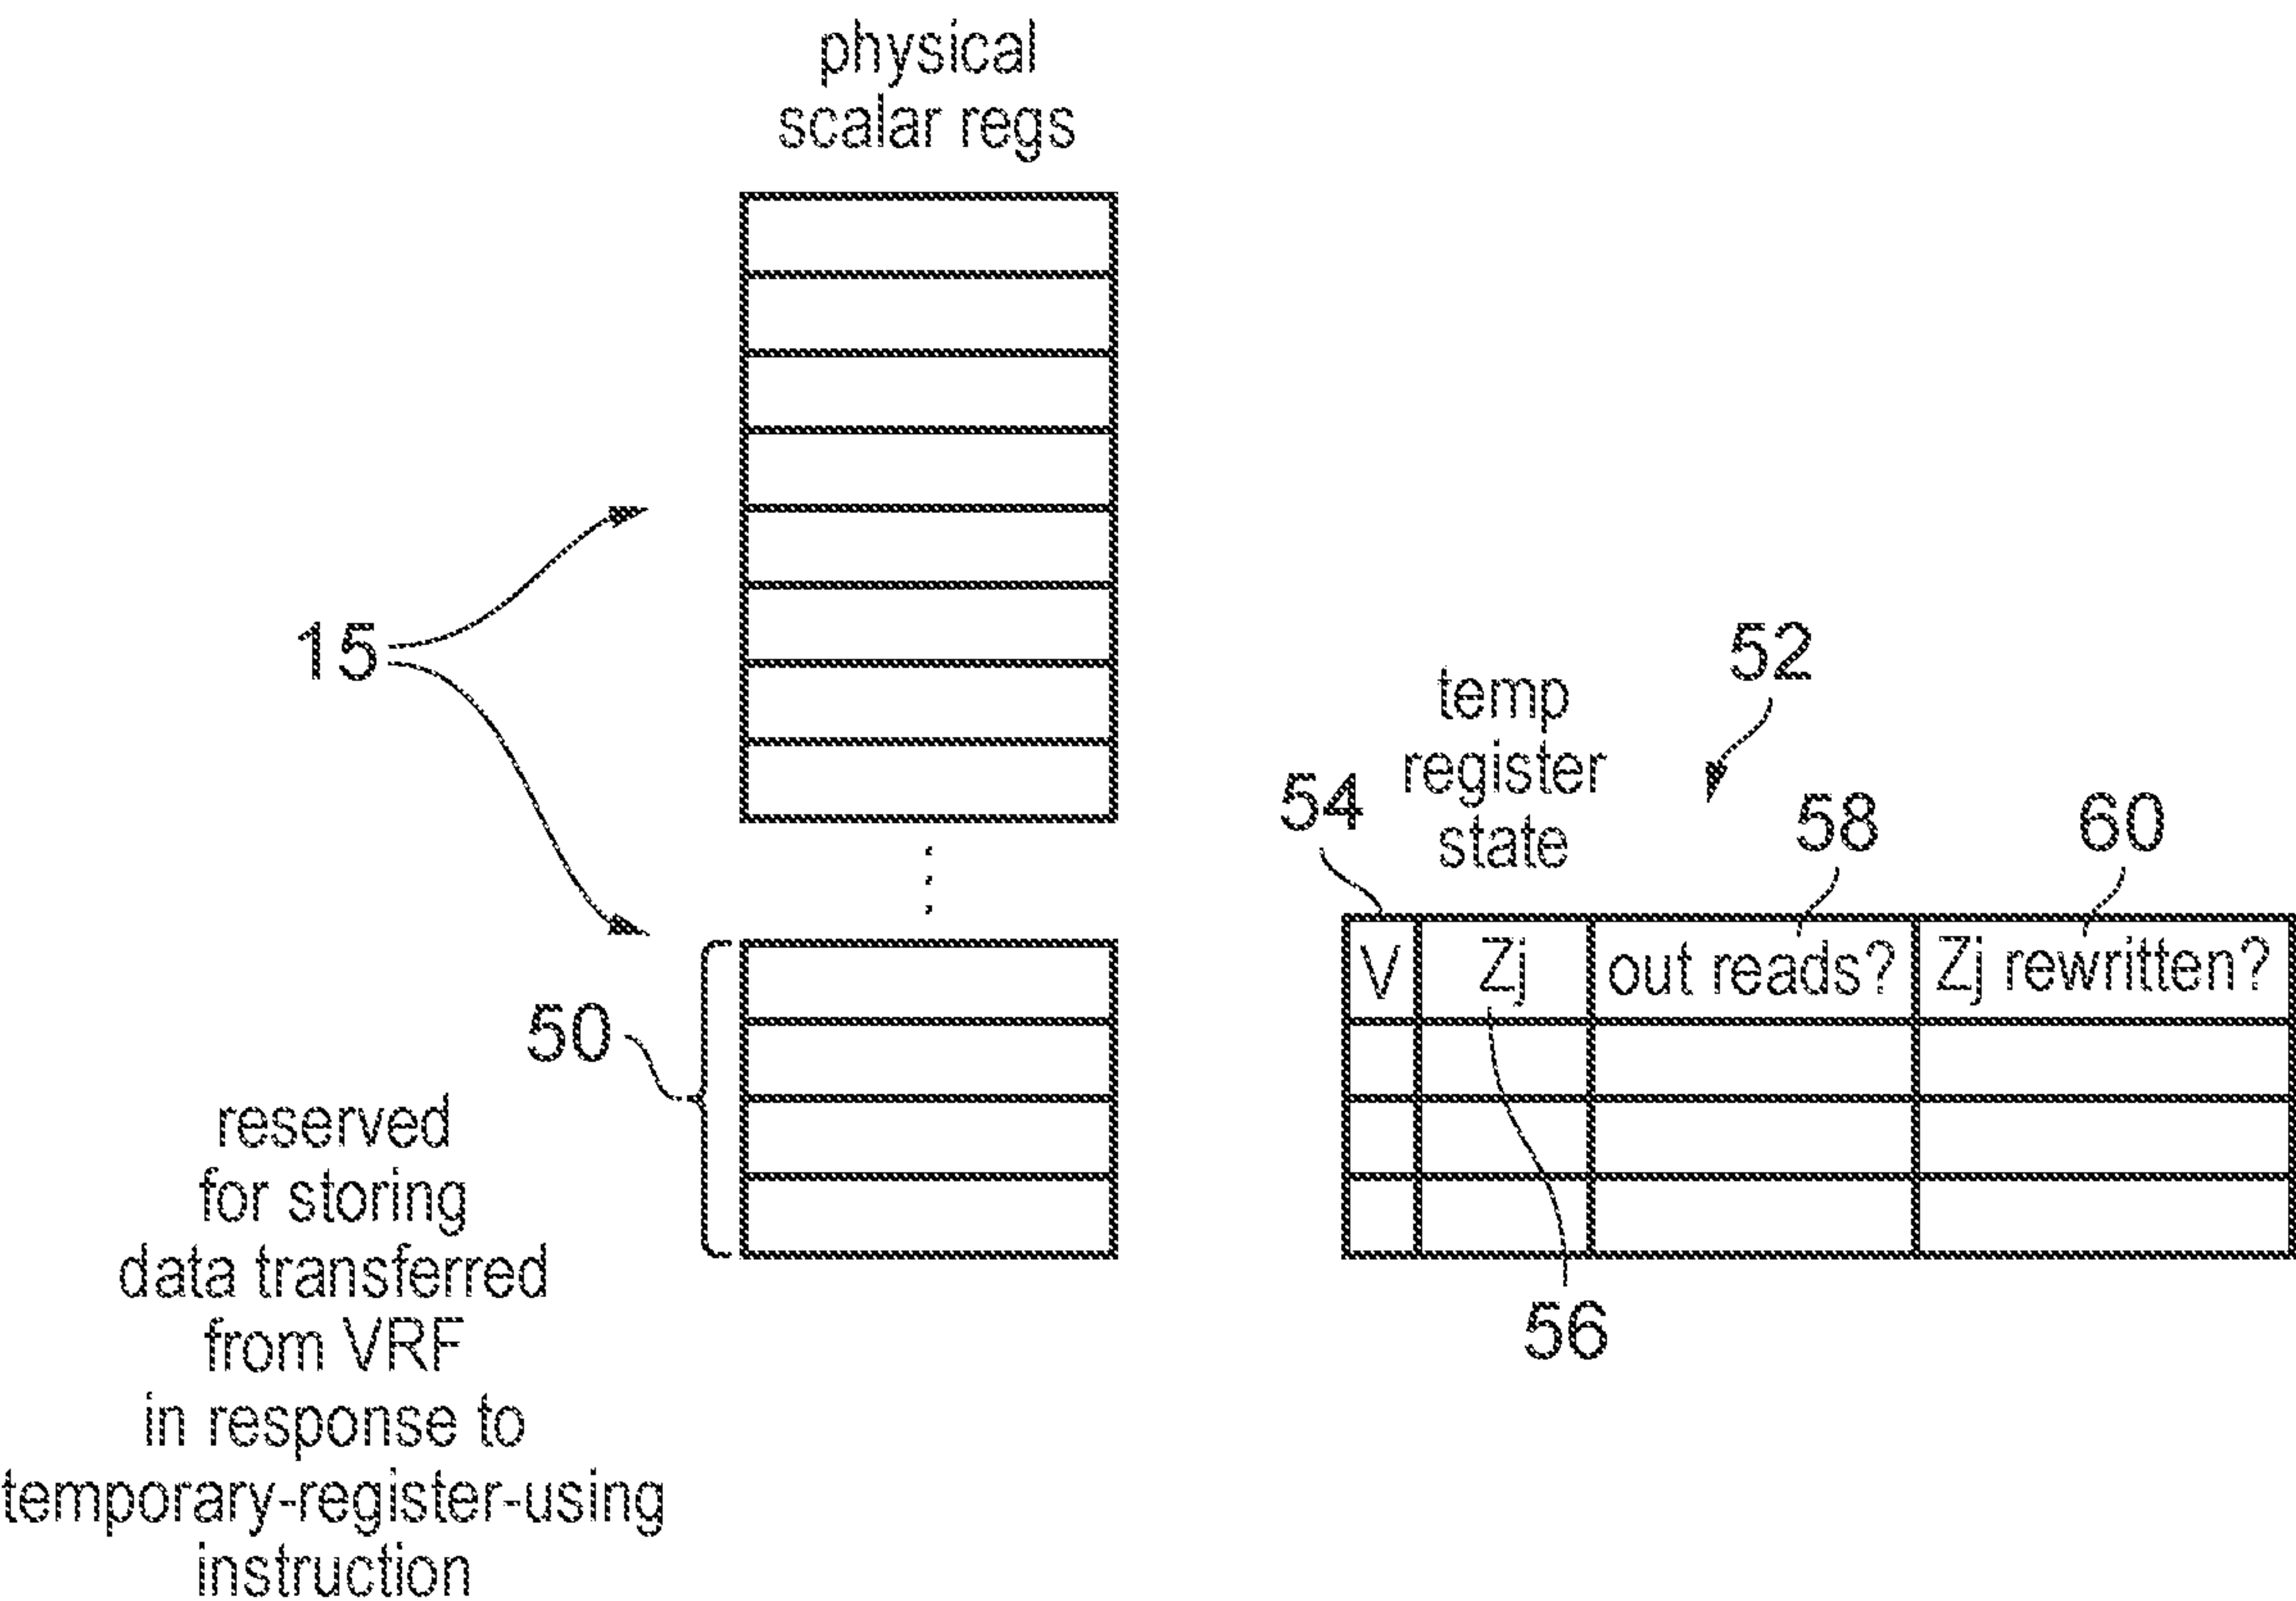 physical
scalar regs
15
52
temp
register
state
54
58
60
V Zj out reads? Zj rewritten?
50
56
reserved
for storing
data transferred
from VRF
in response to
temporary-register-using
instruction